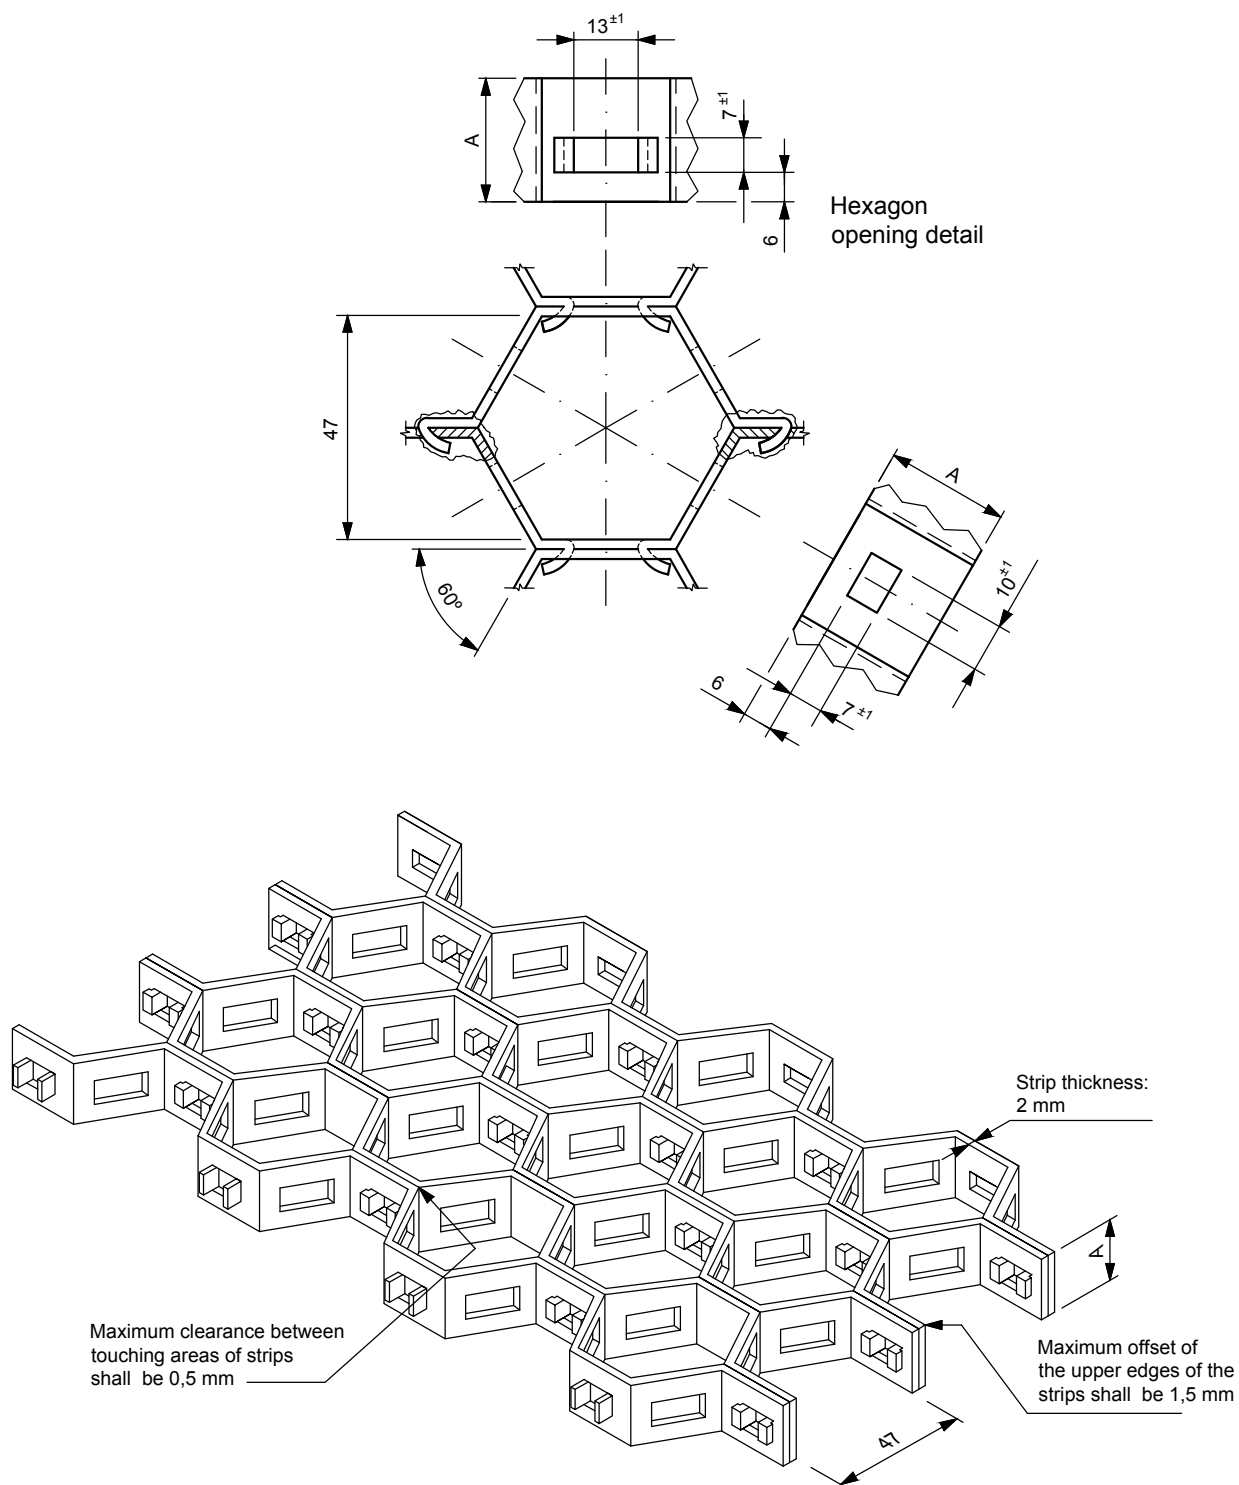 13±1
A
7±1
6
Hexagon
opening detail
47
60º
A
10±1
6
7±1
Strip thickness:
2 mm
A
Maximum clearance between
touching areas of strips
shall be 0,5 mm
Maximum offset of
the upper edges of the
strips shall be 1,5 mm
47